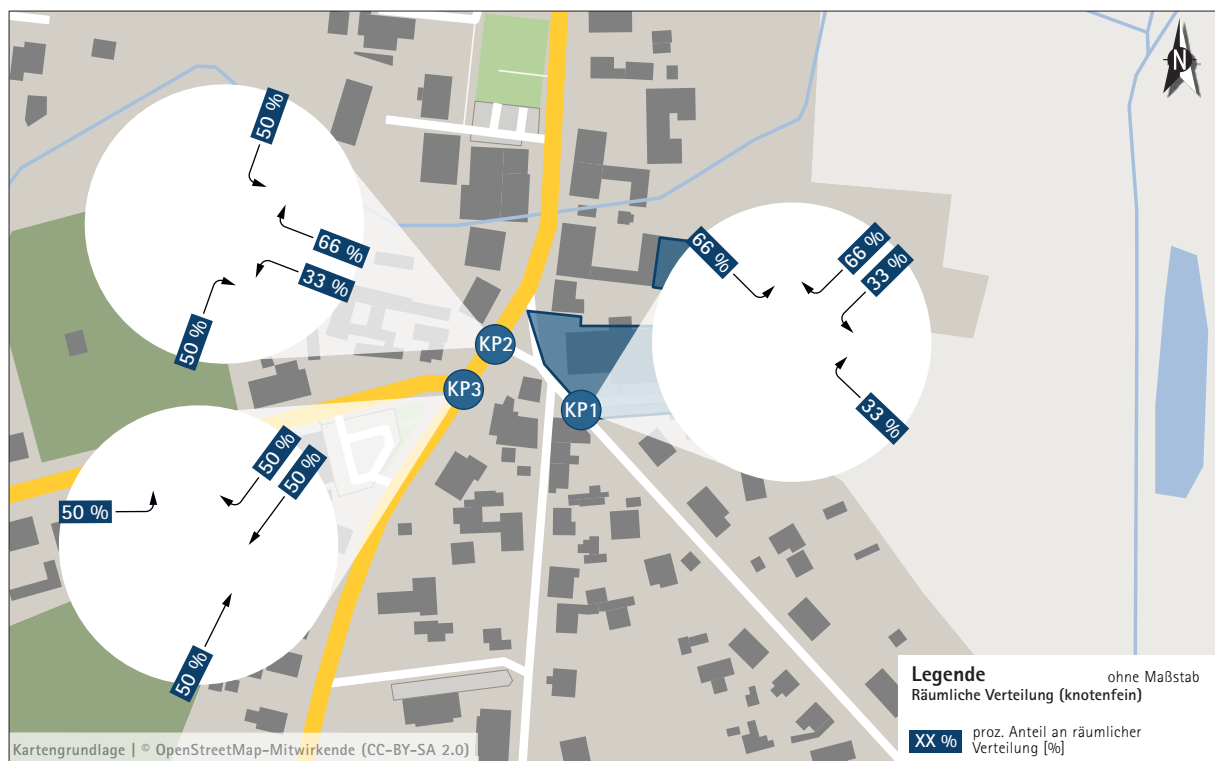 N
50 %
66 %
33 %
50 %
66 %
66 %
33 %
33 %
KP2
KP3
KP1
50 %
50 %
50 %
50 %
Legende
ohne Maßstab
Räumliche Verteilung (knotenfein)
XX %
proz. Anteil an räumlicher
Verteilung [%]
Kartengrundlage | © OpenStreetMap-Mitwirkende (CC-BY-SA 2.0)